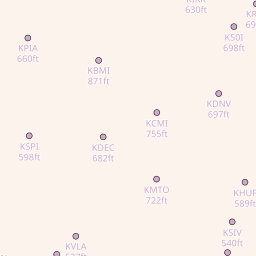 630ft
K50I
698ft
KPIA
660ft
KBMI
871ft
KDNV
697ft
KCMI
755ft
KSPI
598ft
KDEC
682ft
KMTO
722ft
KHUF
589ft
KSIV
540ft
KVLA